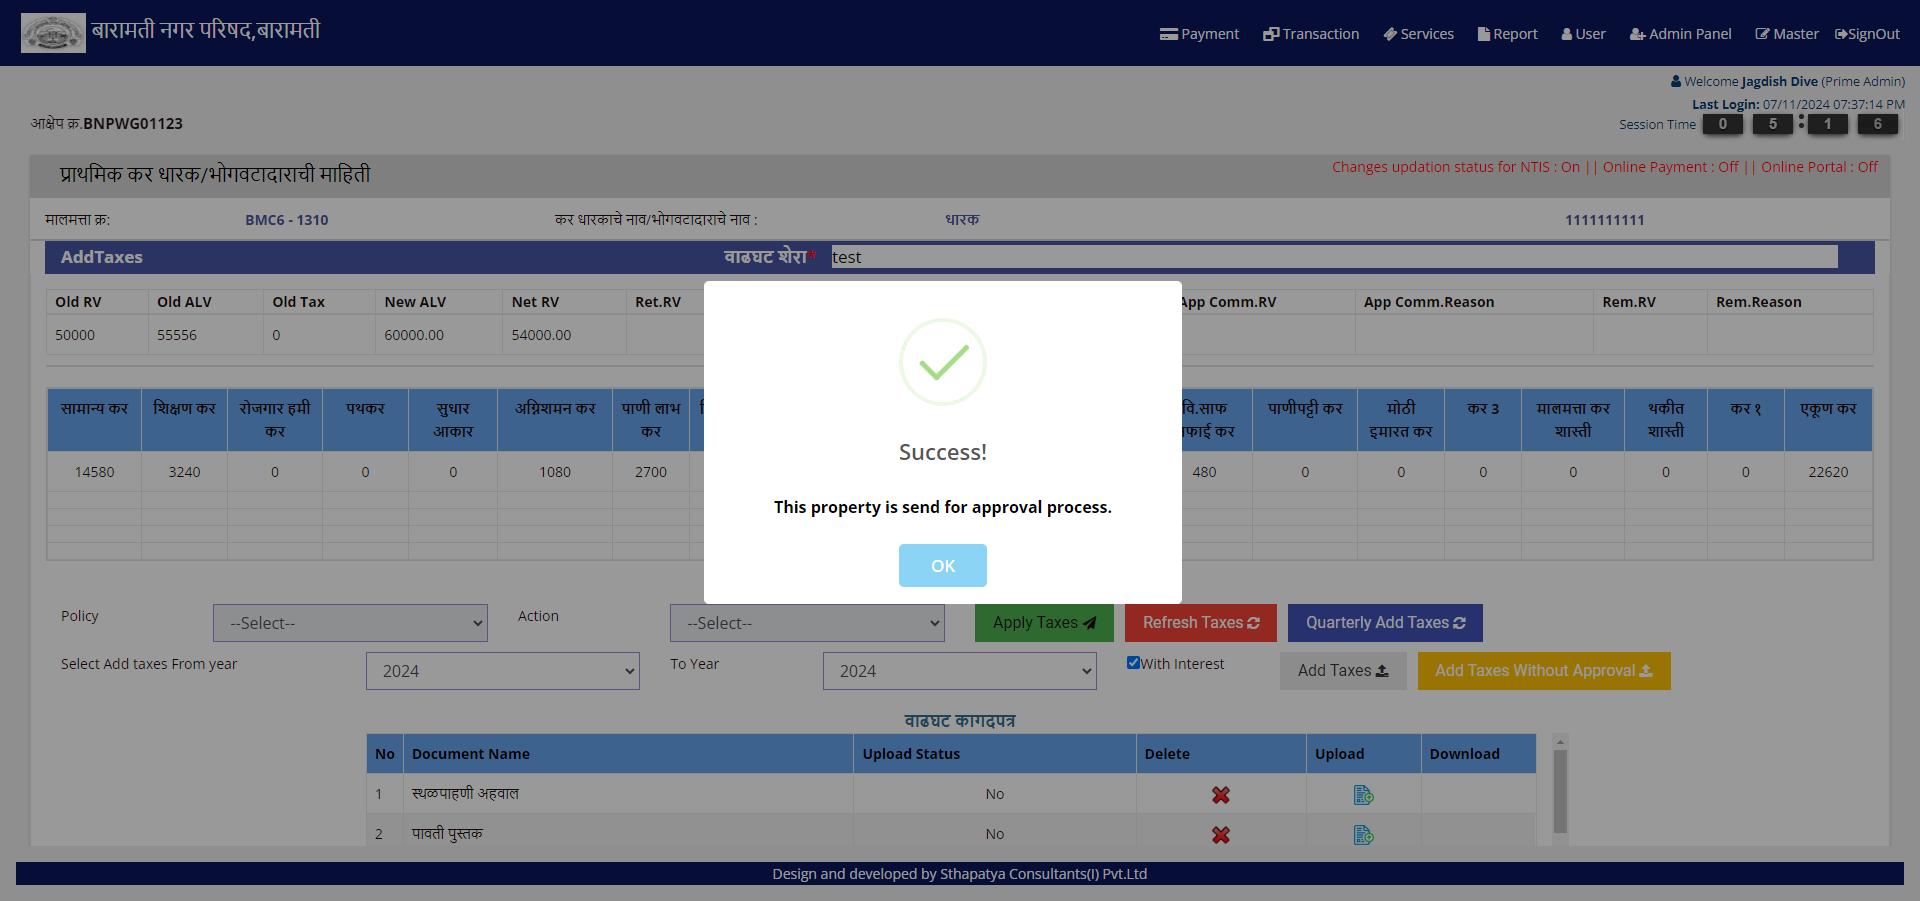 बारामती नगर परिषद,बारामती
Payment Transaction Services Report User Admin Panel Master SignOut
Welcome Jagdish Dive (Prime Admin)
Last Login: 07/11/2024 07:37:14 PM
Session Time 0 5 : 1 6
आक्षेप क्र.BNPWG01123
प्राथमिक कर धारक/भोगवटादाराची माहिती
Changes updation status for NTIS : On || Online Payment : Off || Online Portal : Off
मालमत्ता क्र: BMC6 - 1310 कर धारकाचे नाव/भोगवटादाराचे नाव : धारक 1111111111
AddTaxes वाढघट शेरा* test
Old RV Old ALV Old Tax New ALV Net RV Ret.RV App Comm.RV App Comm.Reason Rem.RV Rem.Reason
50000 55556 0 60000.00 54000.00
सामान्य कर शिक्षण कर रोजगार हमी कर पथकर सुधार आकार अग्निशमन कर पाणी लाभ कर वि.साफ सफाई कर पाणीपट्टी कर मोठी इमारत कर कर 3 मालमत्ता कर शास्ती थकीत शास्ती कर १ एकूण कर
14580 3240 0 0 0 1080 2700 480 0 0 0 0 0 0 22620
Success!
This property is send for approval process.
OK
Policy --Select-- Action --Select-- Apply Taxes Refresh Taxes Quarterly Add Taxes
Select Add taxes From year 2024 To Year 2024 With Interest Add Taxes Add Taxes Without Approval
वाढघट कागदपत्र
No Document Name Upload Status Delete Upload Download
1 स्थळपाहणी अहवाल No
2 पावती पुस्तक No
Design and developed by Sthapatya Consultants(I) Pvt.Ltd